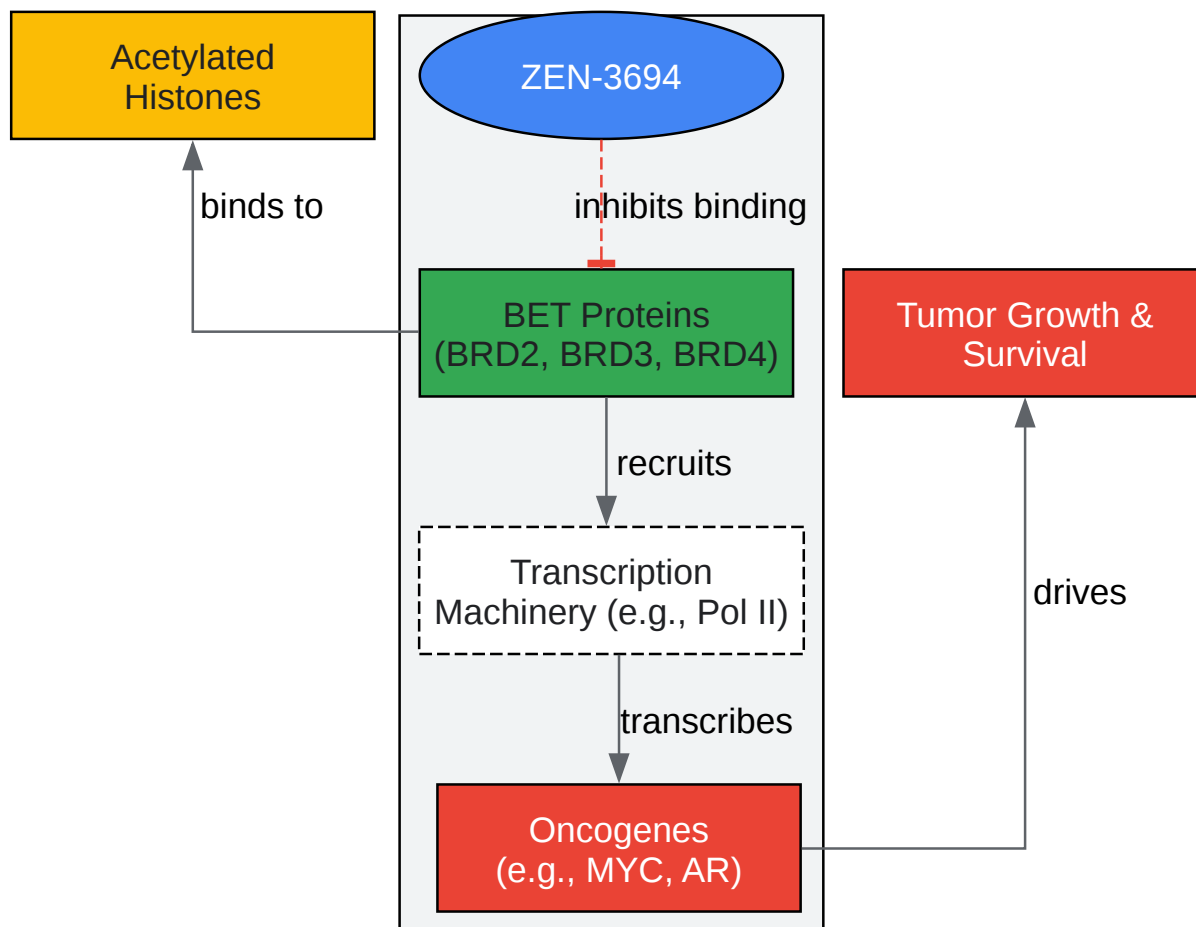 Acetylated
Histones
ZEN-3694
binds to
inhibits binding
BET Proteins
(BRD2, BRD3, BRD4)
Tumor Growth &
Survival
recruits
Transcription
Machinery (e.g., Pol II)
drives
transcribes
Oncogenes
(e.g., MYC, AR)